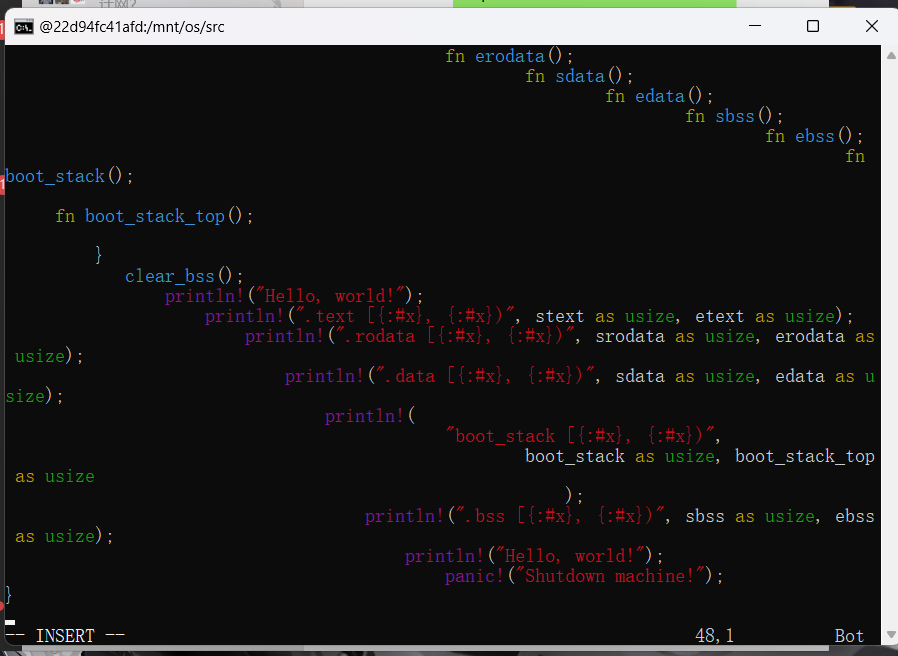 @22d94fc41afd:/mnt/os/src
fn erodata();
fn sdata();
fn edata();
fn sbss();
fn ebss();
fn
boot_stack();
fn boot_stack_top();
}
clear_bss();
println!("Hello, world!");
println!(".text [{:#x}, {:#x})", stext as usize, etext as usize);
println!(".rodata [{:#x}, {:#x})", srodata as usize, erodata as
usize);
println!(".data [{:#x}, {:#x})", sdata as usize, edata as u
size);
println!(
"boot_stack [{:#x}, {:#x})",
boot_stack as usize, boot_stack_top
as usize
);
println!(".bss [{:#x}, {:#x})", sbss as usize, ebss
as usize);
println!("Hello, world!");
panic!("Shutdown machine!");
}
-- INSERT -- 48,1 Bot